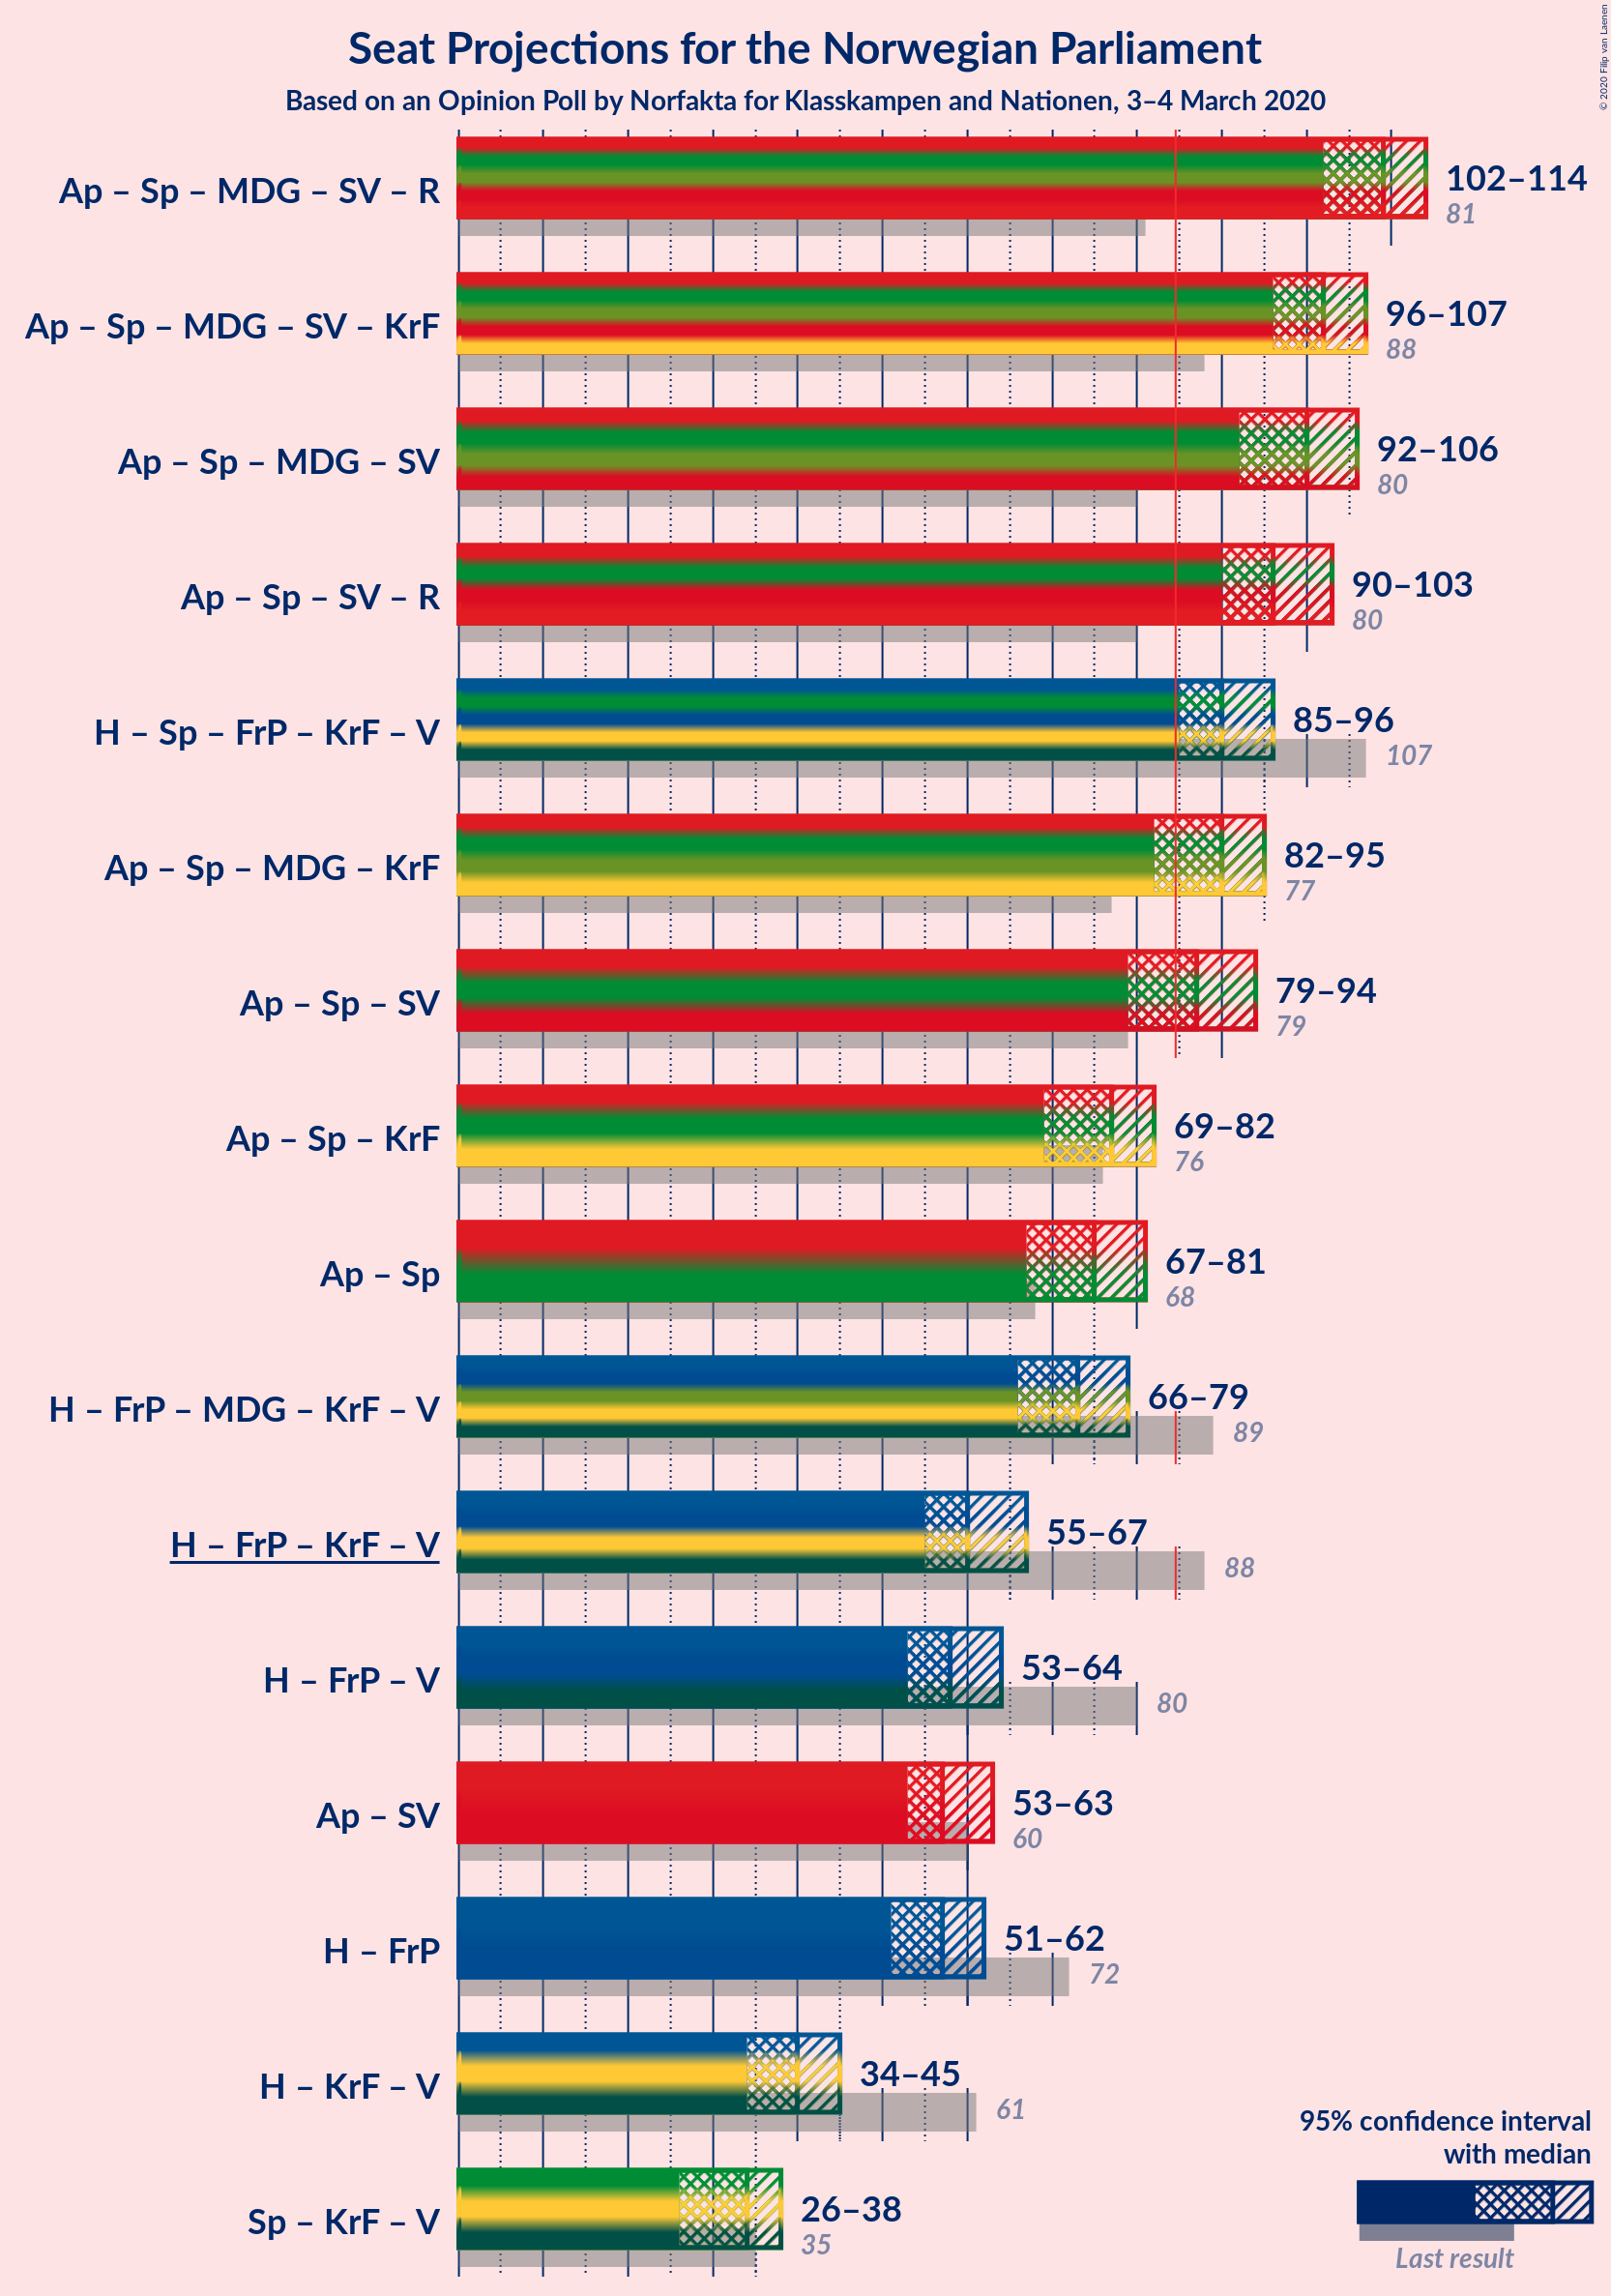 Seat Projections for the Norwegian Parliament
Based on an Opinion Poll by Norfakta for Klasskampen and Nationen, 3–4 March 2020
© 2020 Filip van Laenen
Ap – Sp – MDG – SV – R
102–114
81
Ap – Sp – MDG – SV – KrF
96–107
88
Ap – Sp – MDG – SV
92–106
80
Ap – Sp – SV – R
90–103
80
H – Sp – FrP – KrF – V
85–96
107
Ap – Sp – MDG – KrF
82–95
77
Ap – Sp – SV
79–94
79
Ap – Sp – KrF
69–82
76
Ap – Sp
67–81
68
H – FrP – MDG – KrF – V
66–79
89
H – FrP – KrF – V
55–67
88
H – FrP – V
53–64
80
Ap – SV
53–63
60
H – FrP
51–62
72
H – KrF – V
34–45
61
Sp – KrF – V
26–38
35
95% confidence interval
with median
Last result